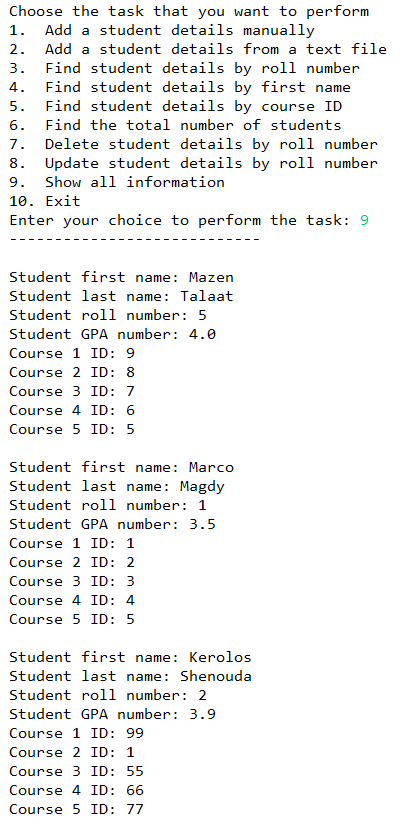 Choose the task that you want to perform
1.  Add a student details manually
2.  Add a student details from a text file
3.  Find student details by roll number
4.  Find student details by first name
5.  Find student details by course ID
6.  Find the total number of students
7.  Delete student details by roll number
8.  Update student details by roll number
9.  Show all information
10. Exit
Enter your choice to perform the task: 9
----------------------------
Student first name: Mazen
Student last name: Talaat
Student roll number: 5
Student GPA number: 4.0
Course 1 ID: 9
Course 2 ID: 8
Course 3 ID: 7
Course 4 ID: 6
Course 5 ID: 5
Student first name: Marco
Student last name: Magdy
Student roll number: 1
Student GPA number: 3.5
Course 1 ID: 1
Course 2 ID: 2
Course 3 ID: 3
Course 4 ID: 4
Course 5 ID: 5
Student first name: Kerolos
Student last name: Shenouda
Student roll number: 2
Student GPA number: 3.9
Course 1 ID: 99
Course 2 ID: 1
Course 3 ID: 55
Course 4 ID: 66
Course 5 ID: 77